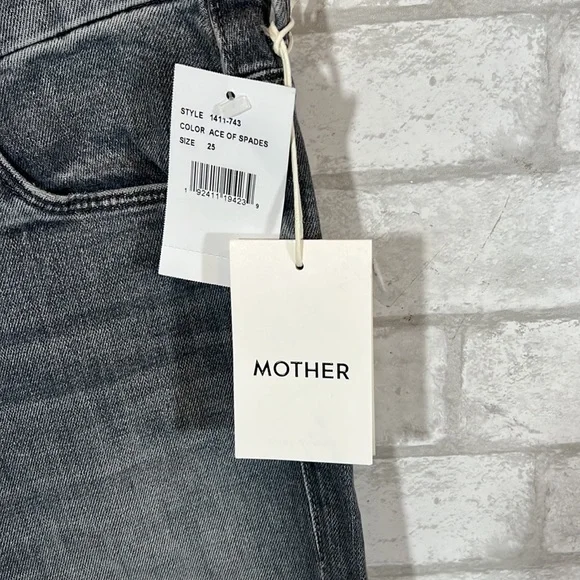 STYLE 1411-743
COLOR ACE OF SPADES
SIZE 25
1 92411 19423 9
MOTHER